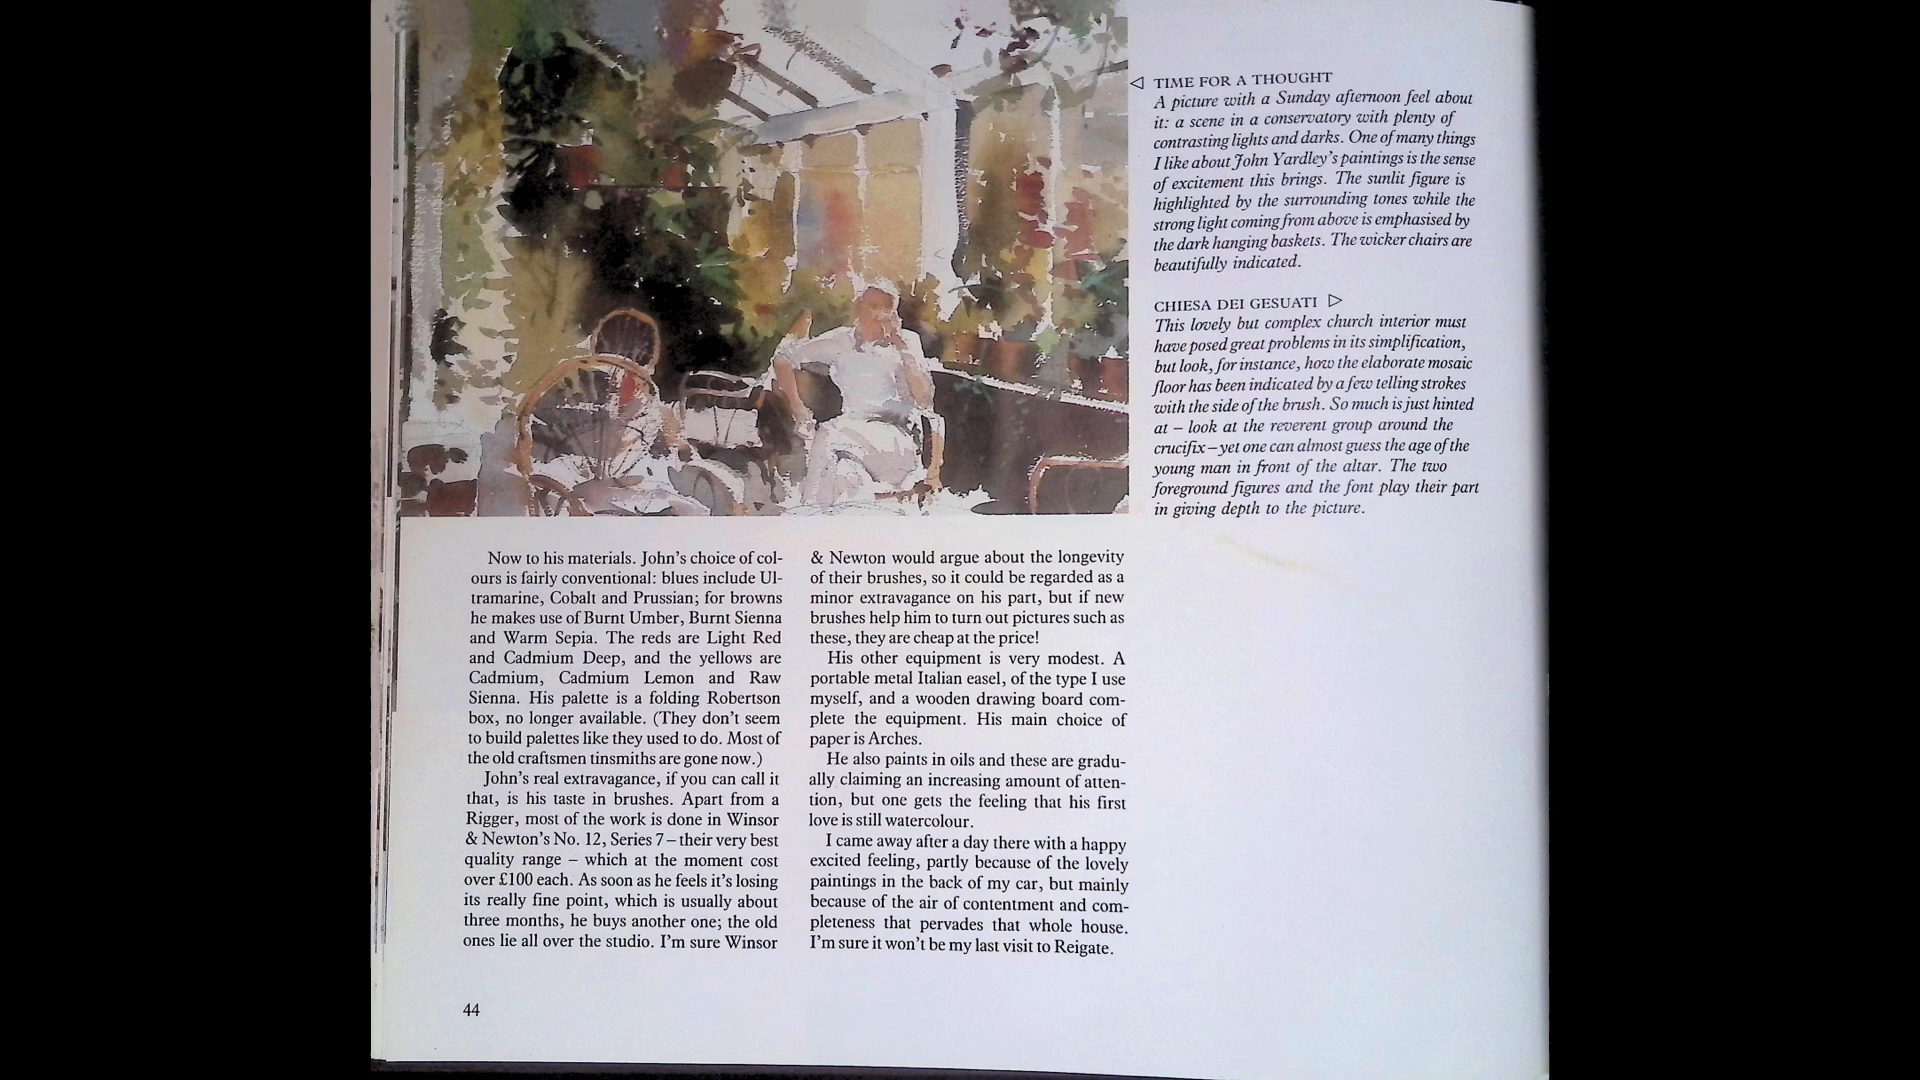 ◁ TIME FOR A THOUGHT
A picture with a Sunday afternoon feel about
it: a scene in a conservatory with plenty of
contrasting lights and darks. One of many things
I like about John Yardley's paintings is the sense
of excitement this brings. The sunlit figure is
highlighted by the surrounding tones while the
strong light coming from above is emphasised by
the dark hanging baskets. The wicker chairs are
beautifully indicated.
CHIESA DEI GESUATI ▷
This lovely but complex church interior must
have posed great problems in its simplification,
but look, for instance, how the elaborate mosaic
floor has been indicated by a few telling strokes
with the side of the brush. So much is just hinted
at – look at the reverent group around the
crucifix – yet one can almost guess the age of the
young man in front of the altar. The two
foreground figures and the font play their part
in giving depth to the picture.
Now to his materials. John's choice of col-
ours is fairly conventional: blues include Ul-
tramarine, Cobalt and Prussian; for browns
he makes use of Burnt Umber, Burnt Sienna
and Warm Sepia. The reds are Light Red
and Cadmium Deep, and the yellows are
Cadmium, Cadmium Lemon and Raw
Sienna. His palette is a folding Robertson
box, no longer available. (They don't seem
to build palettes like they used to do. Most of
the old craftsmen tinsmiths are gone now.)
John's real extravagance, if you can call it
that, is his taste in brushes. Apart from a
Rigger, most of the work is done in Winsor
& Newton's No. 12, Series 7 – their very best
quality range – which at the moment cost
over £100 each. As soon as he feels it's losing
its really fine point, which is usually about
three months, he buys another one; the old
ones lie all over the studio. I'm sure Winsor
& Newton would argue about the longevity
of their brushes, so it could be regarded as a
minor extravagance on his part, but if new
brushes help him to turn out pictures such as
these, they are cheap at the price!
His other equipment is very modest. A
portable metal Italian easel, of the type I use
myself, and a wooden drawing board com-
plete the equipment. His main choice of
paper is Arches.
He also paints in oils and these are gradu-
ally claiming an increasing amount of atten-
tion, but one gets the feeling that his first
love is still watercolour.
I came away after a day there with a happy
excited feeling, partly because of the lovely
paintings in the back of my car, but mainly
because of the air of contentment and com-
pleteness that pervades that whole house.
I'm sure it won't be my last visit to Reigate.
44